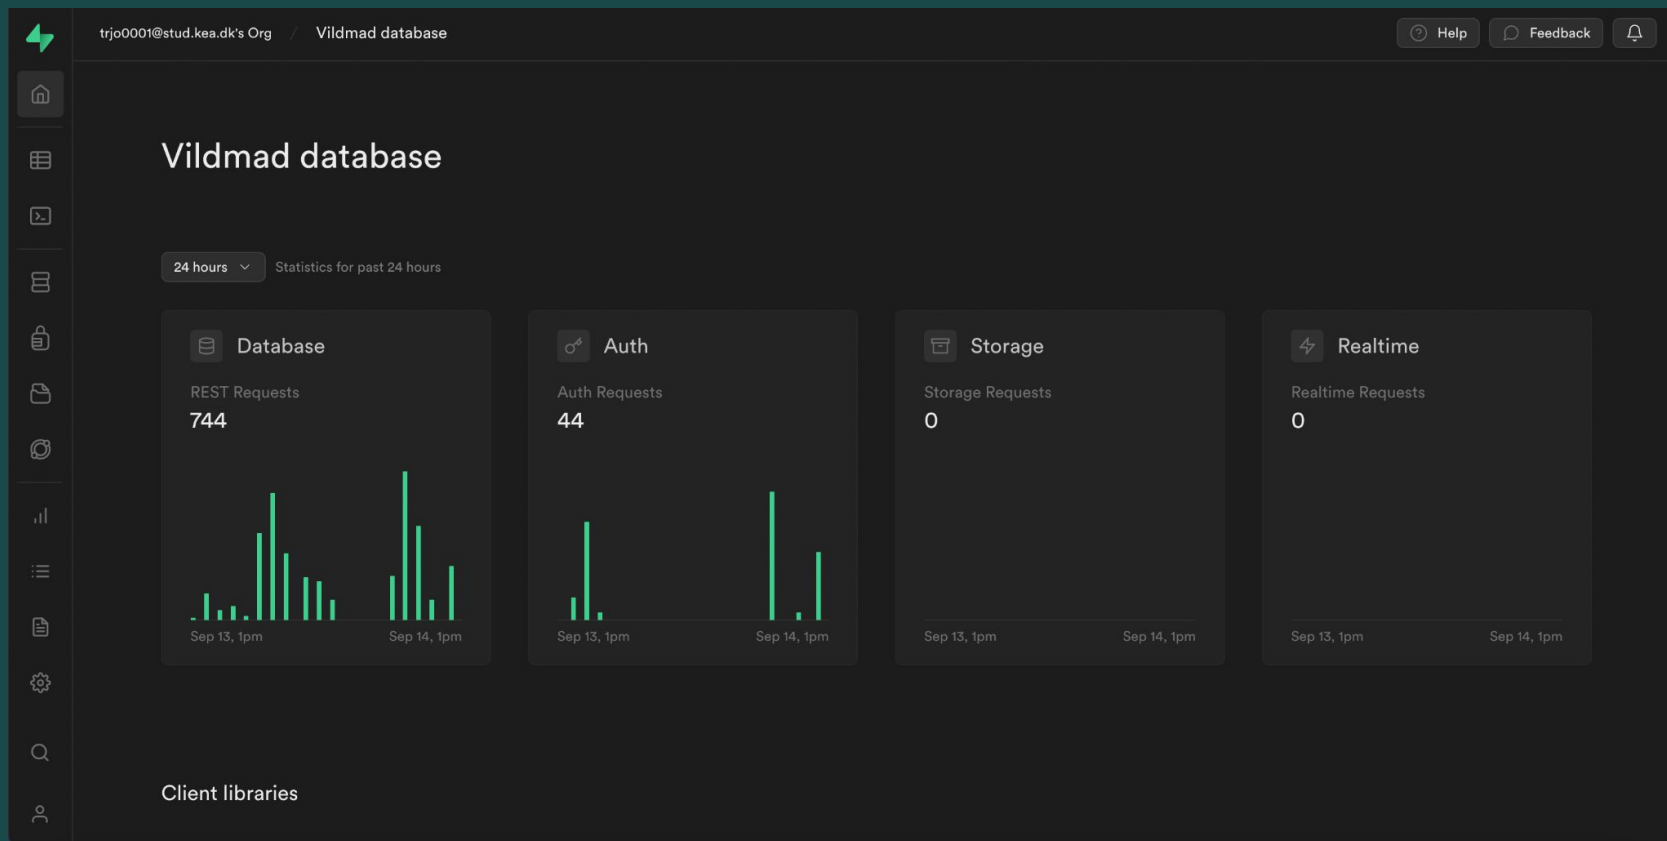 trjo0001@stud.kea.dk's Org / Vildmad database
Help
Feedback
Vildmad database
24 hours
Statistics for past 24 hours
Database
REST Requests
744
Sep 13, 1pm
Sep 14, 1pm
Auth
Auth Requests
44
Sep 13, 1pm
Sep 14, 1pm
Storage
Storage Requests
0
Sep 13, 1pm
Sep 14, 1pm
Realtime
Realtime Requests
0
Sep 13, 1pm
Sep 14, 1pm
Client libraries